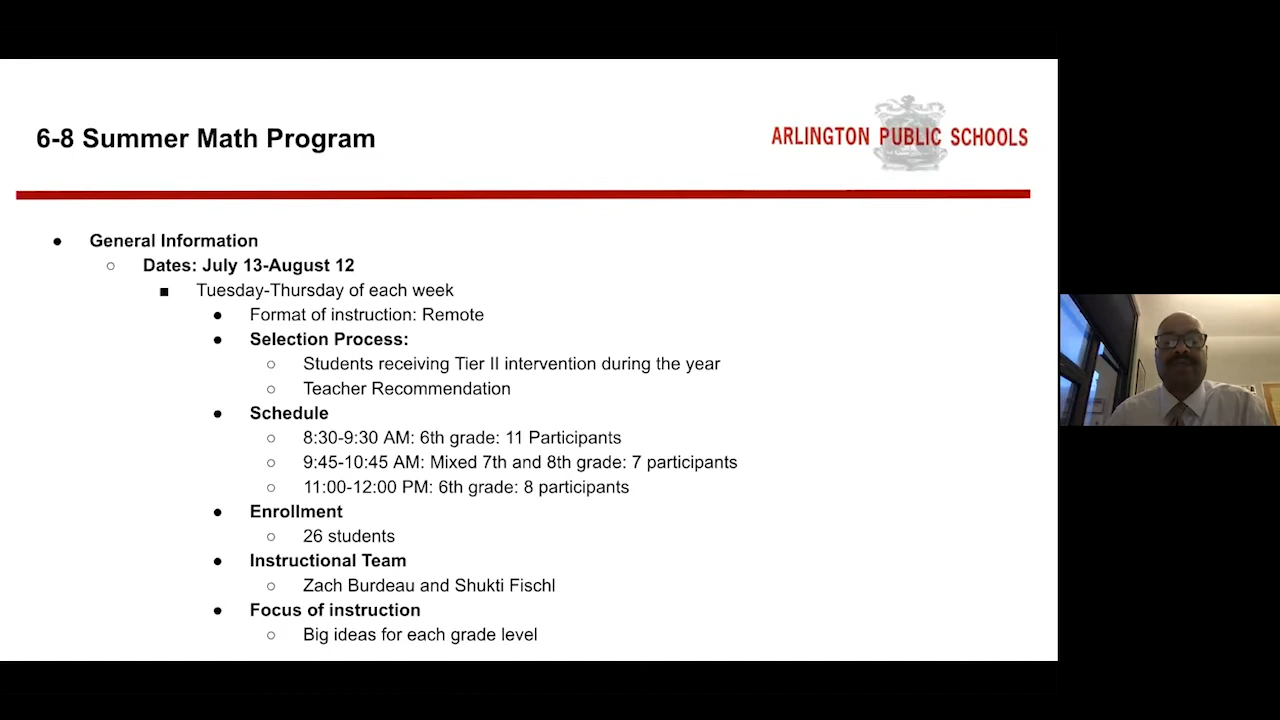 6-8 Summer Math Program
ARLINGTON PUBLIC SCHOOLS
● General Information
○ Dates: July 13-August 12
■ Tuesday-Thursday of each week
● Format of instruction: Remote
● Selection Process:
○ Students receiving Tier II intervention during the year
○ Teacher Recommendation
● Schedule
○ 8:30-9:30 AM: 6th grade: 11 Participants
○ 9:45-10:45 AM: Mixed 7th and 8th grade: 7 participants
○ 11:00-12:00 PM: 6th grade: 8 participants
● Enrollment
○ 26 students
● Instructional Team
○ Zach Burdeau and Shukti Fischl
● Focus of instruction
○ Big ideas for each grade level